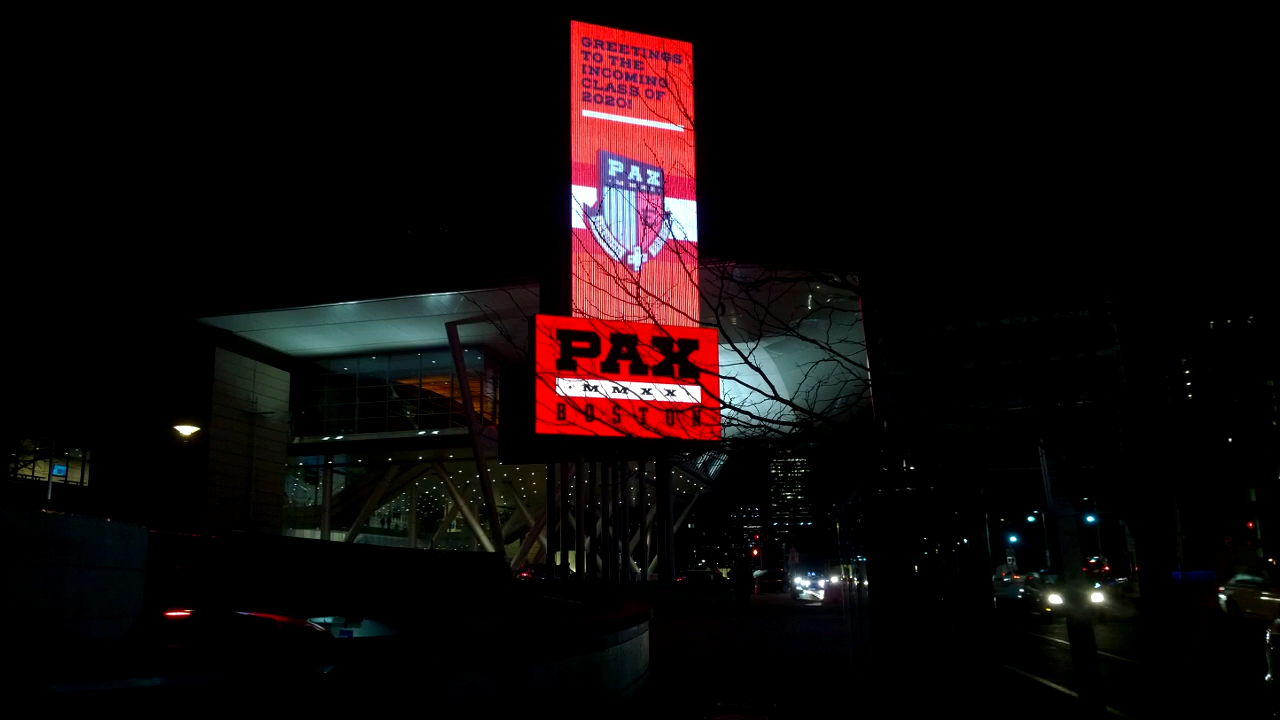 GREETINGS
TO THE
INCOMING
CLASS OF
2020!
PAX
PAX
· MMXX ·
BOSTON